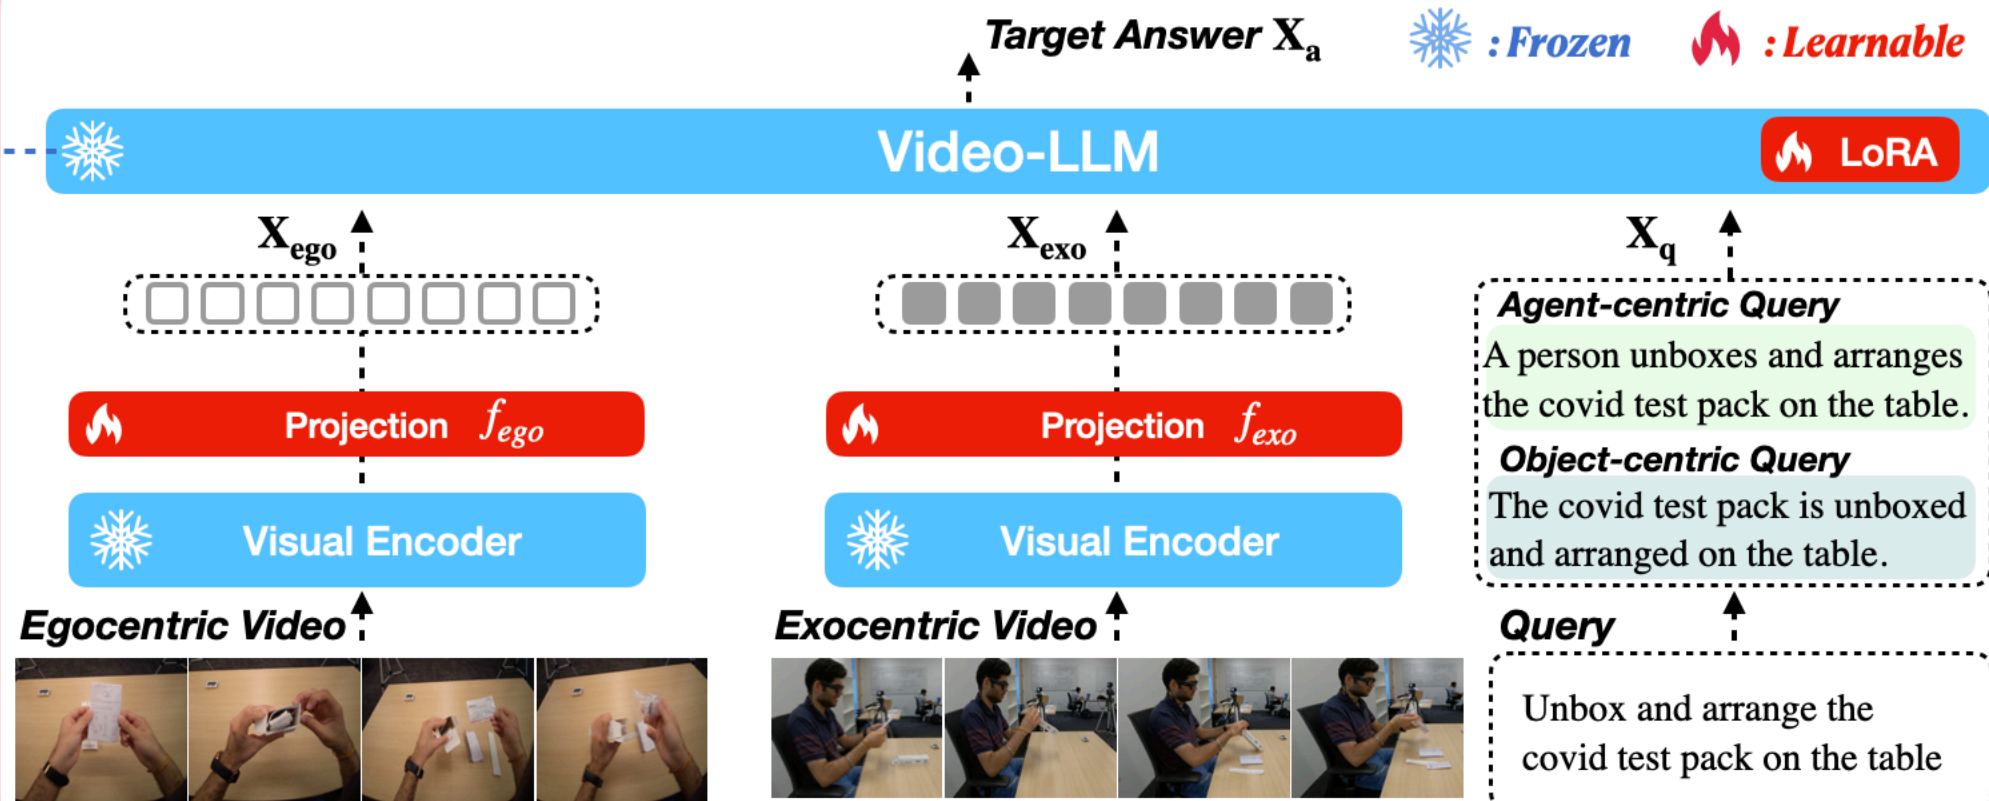 Target Answer Xa
: Frozen
: Learnable
Video-LLM
LoRA
Xego
Xexo
Xq
Agent-centric Query
A person unboxes and arranges
the covid test pack on the table.
Object-centric Query
The covid test pack is unboxed
and arranged on the table.
Projection fego
Projection fexo
Visual Encoder
Visual Encoder
Egocentric Video
Exocentric Video
Query
Unbox and arrange the
covid test pack on the table